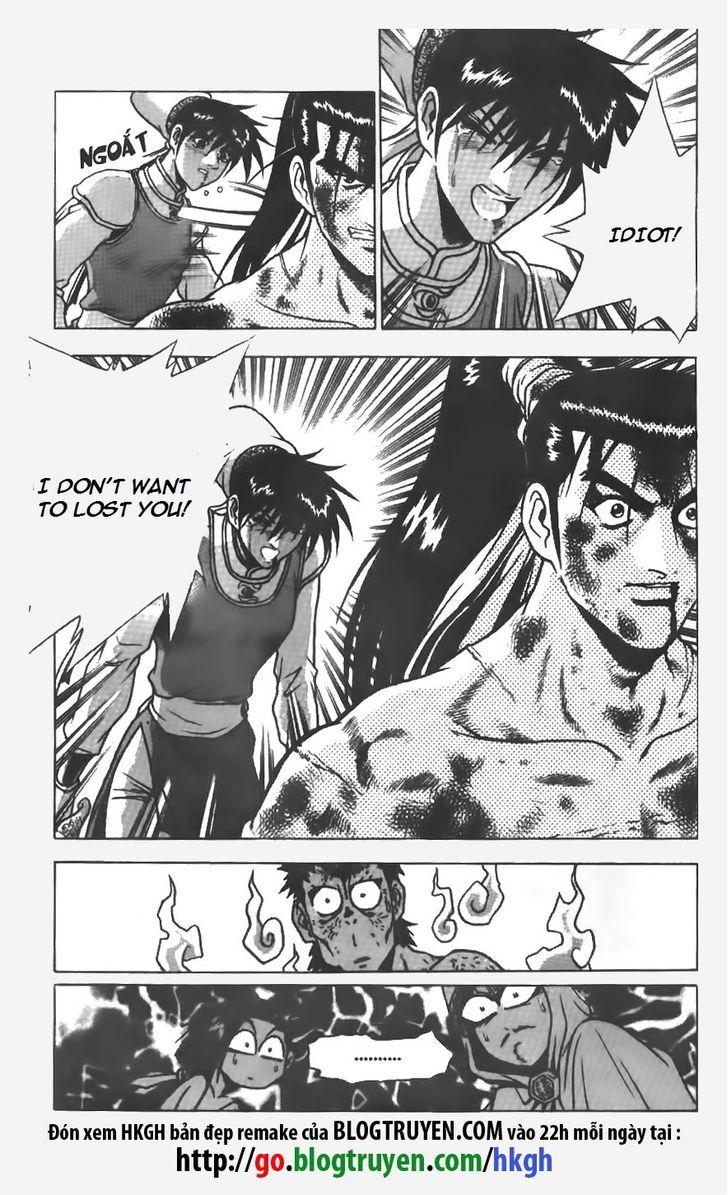 NGOẮT
IDIOT!
I DON'T WANT
TO LOST YOU!
..........
Đón xem HKGH bản đẹp remake của BLOGTRUYEN.COM vào 22h mỗi ngày tại :
http://go.blogtruyen.com/hkgh